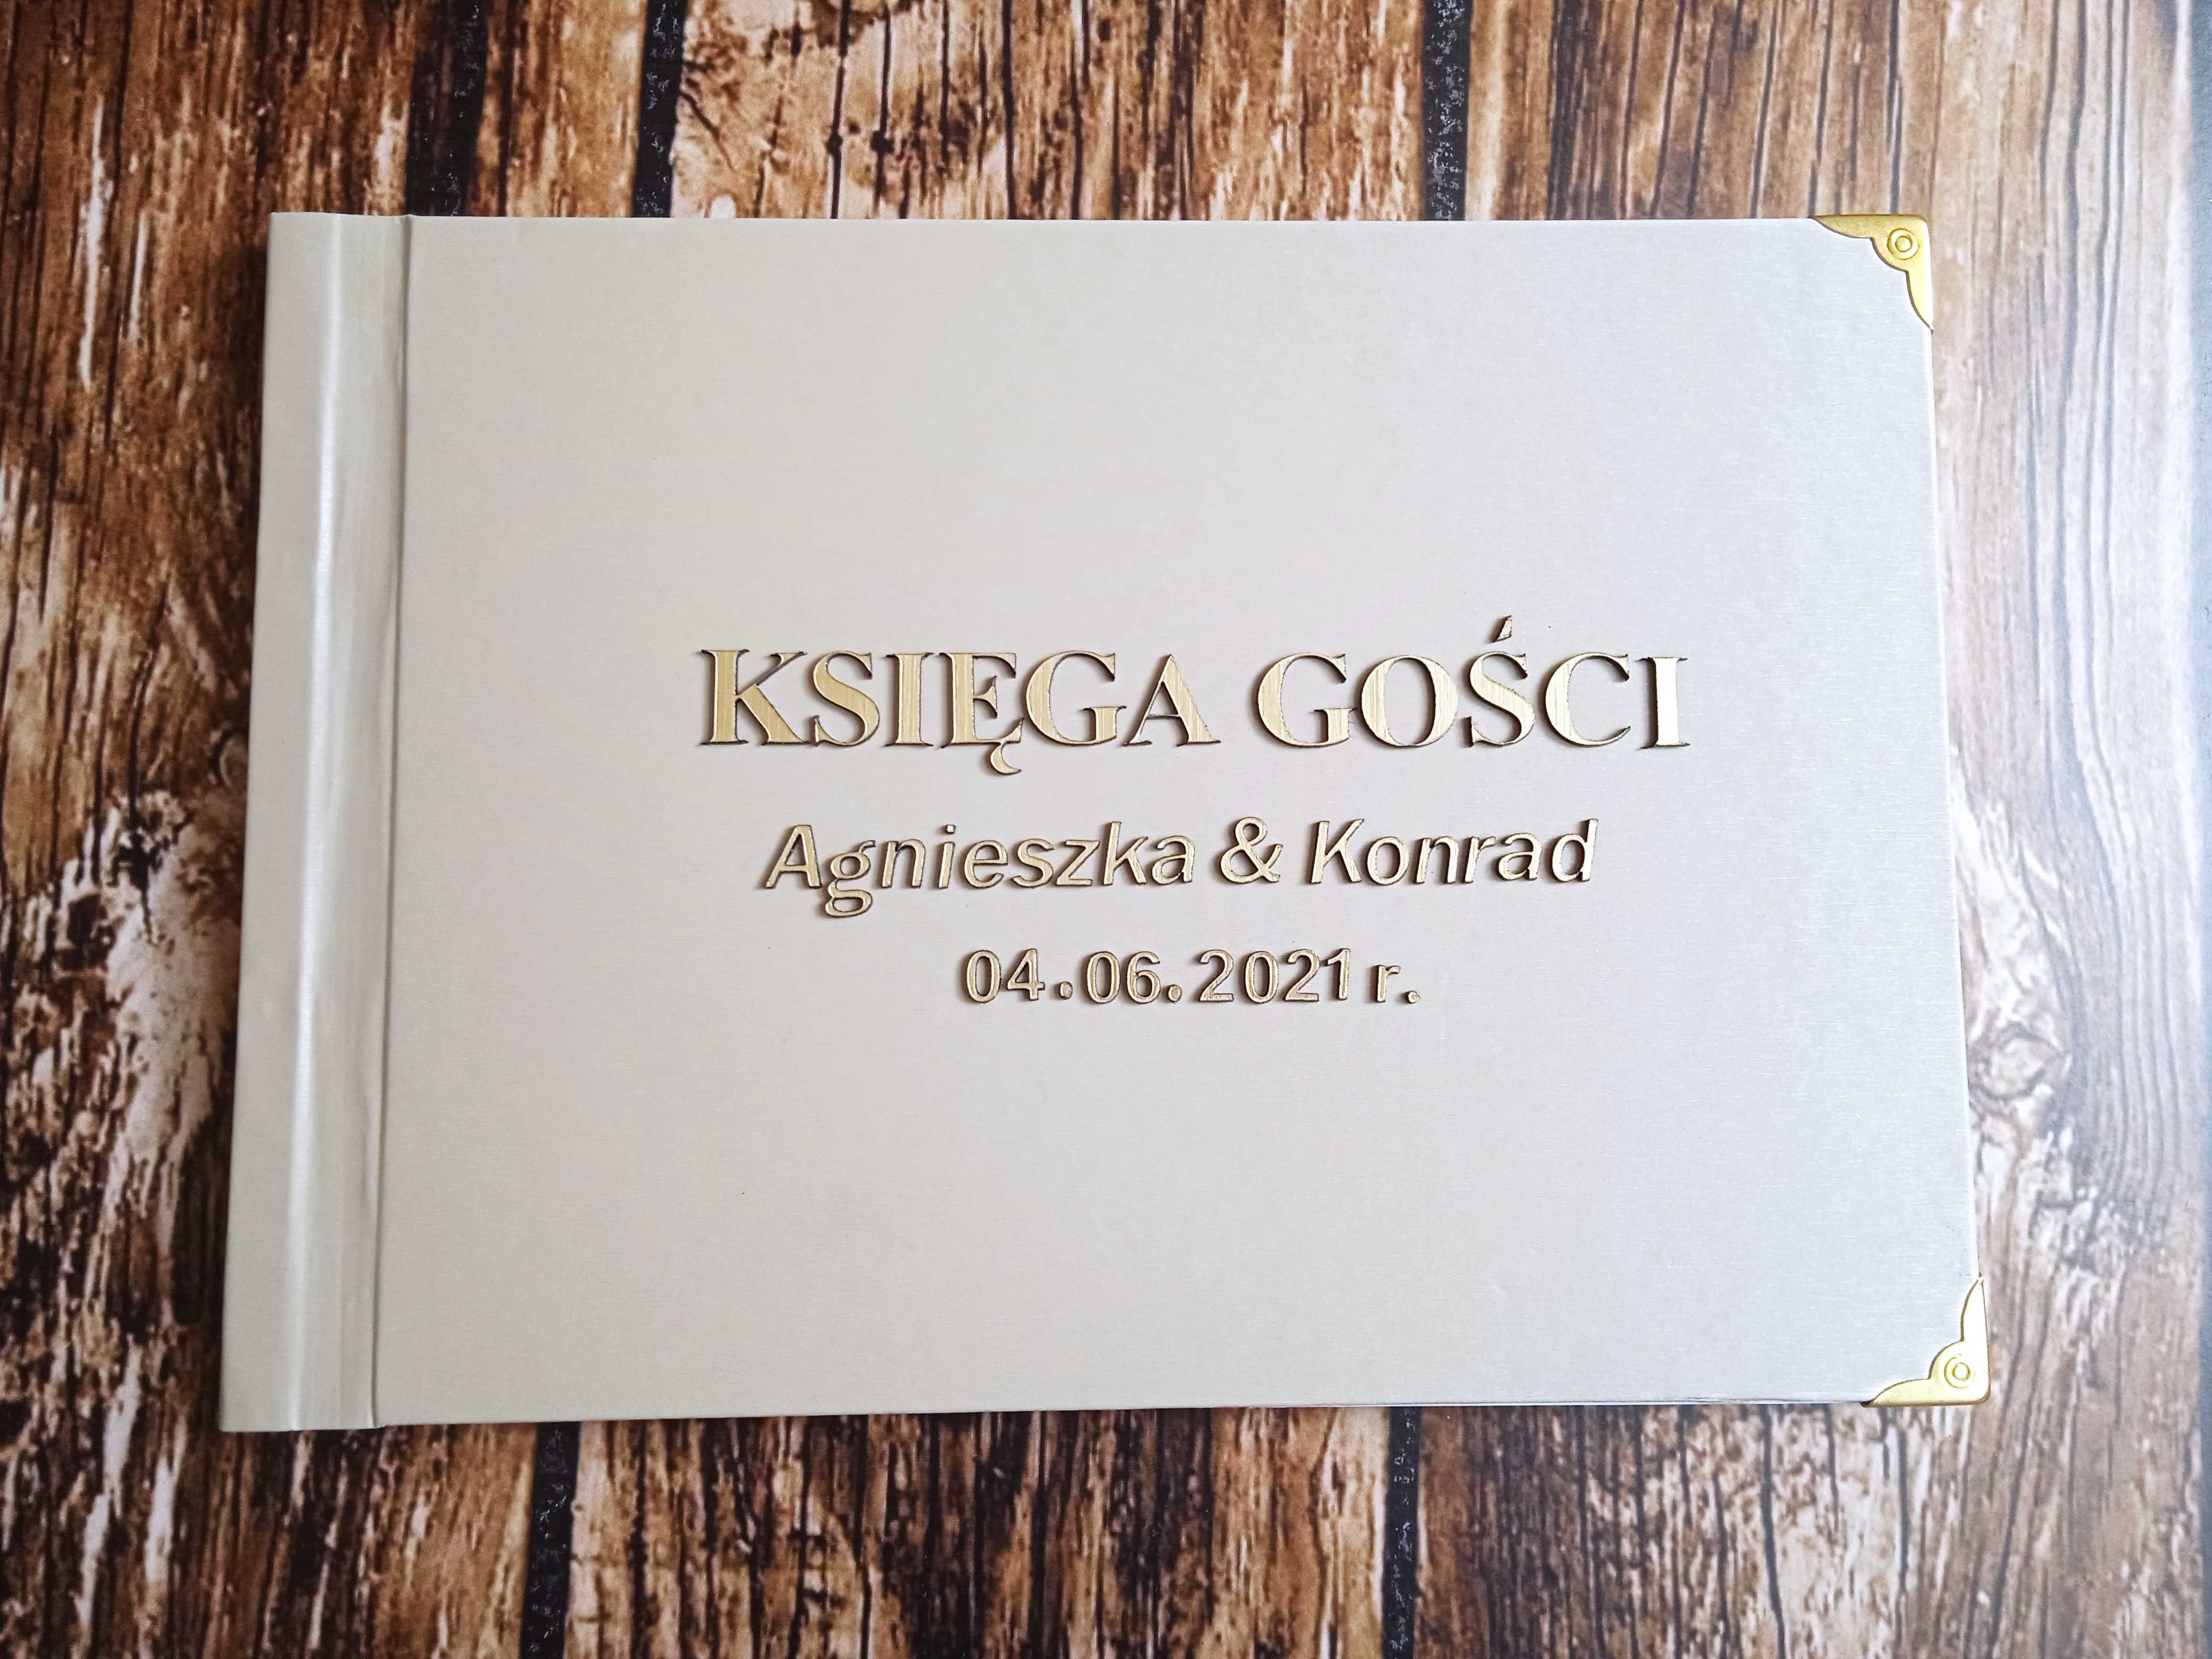 KSIĘGA GOŚCI
Agnieszka & Konrad
04.06.2021 r.